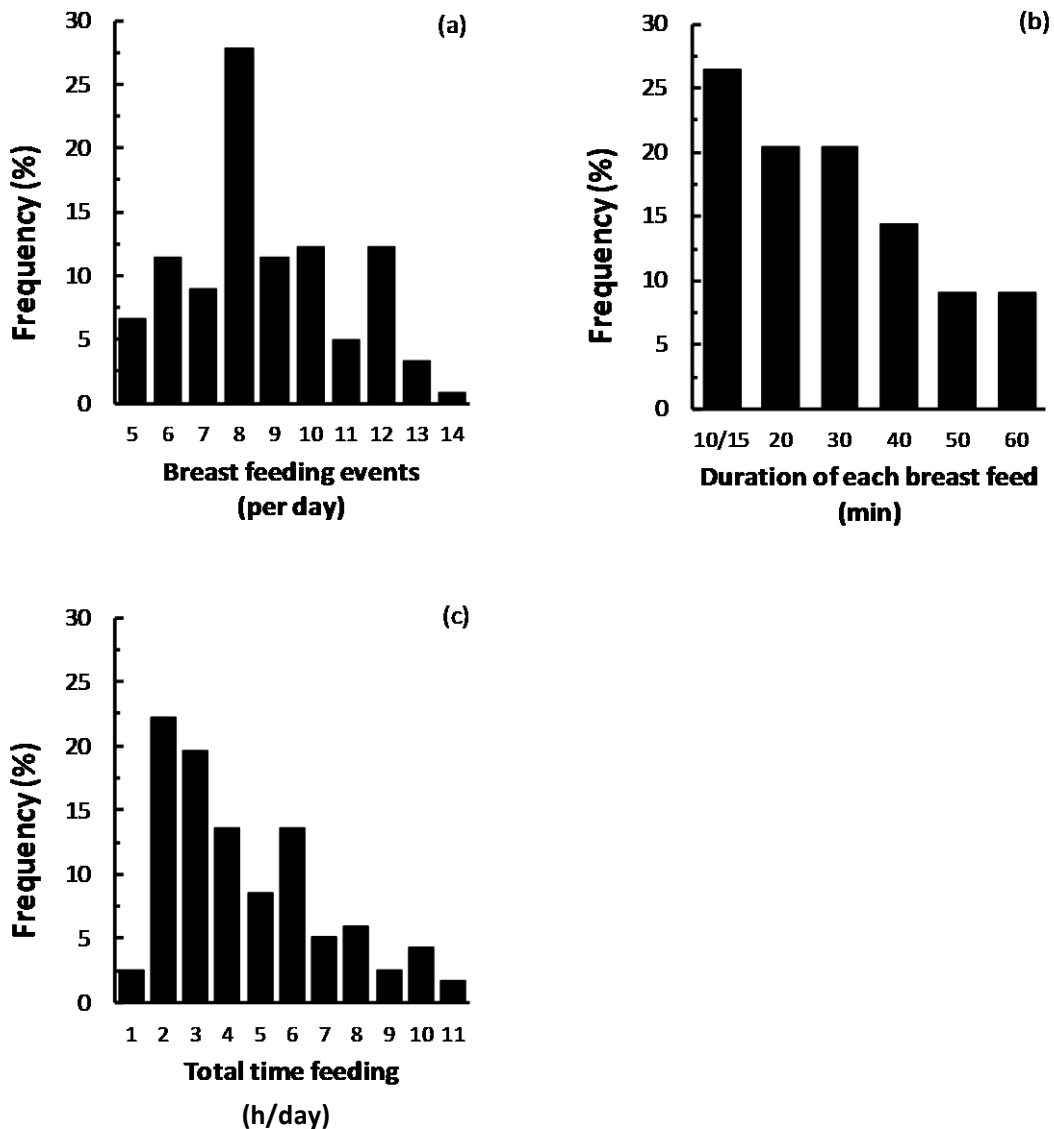 (a)
30
25
20
15
10
5
0
Frequency (%)
5 6 7 8 9 10 11 12 13 14
Breast feeding events
(per day)
(b)
30
25
20
15
10
5
0
Frequency (%)
10/15 20 30 40 50 60
Duration of each breast feed
(min)
(c)
30
25
20
15
10
5
0
Frequency (%)
1 2 3 4 5 6 7 8 9 10 11
Total time feeding
(h/day)